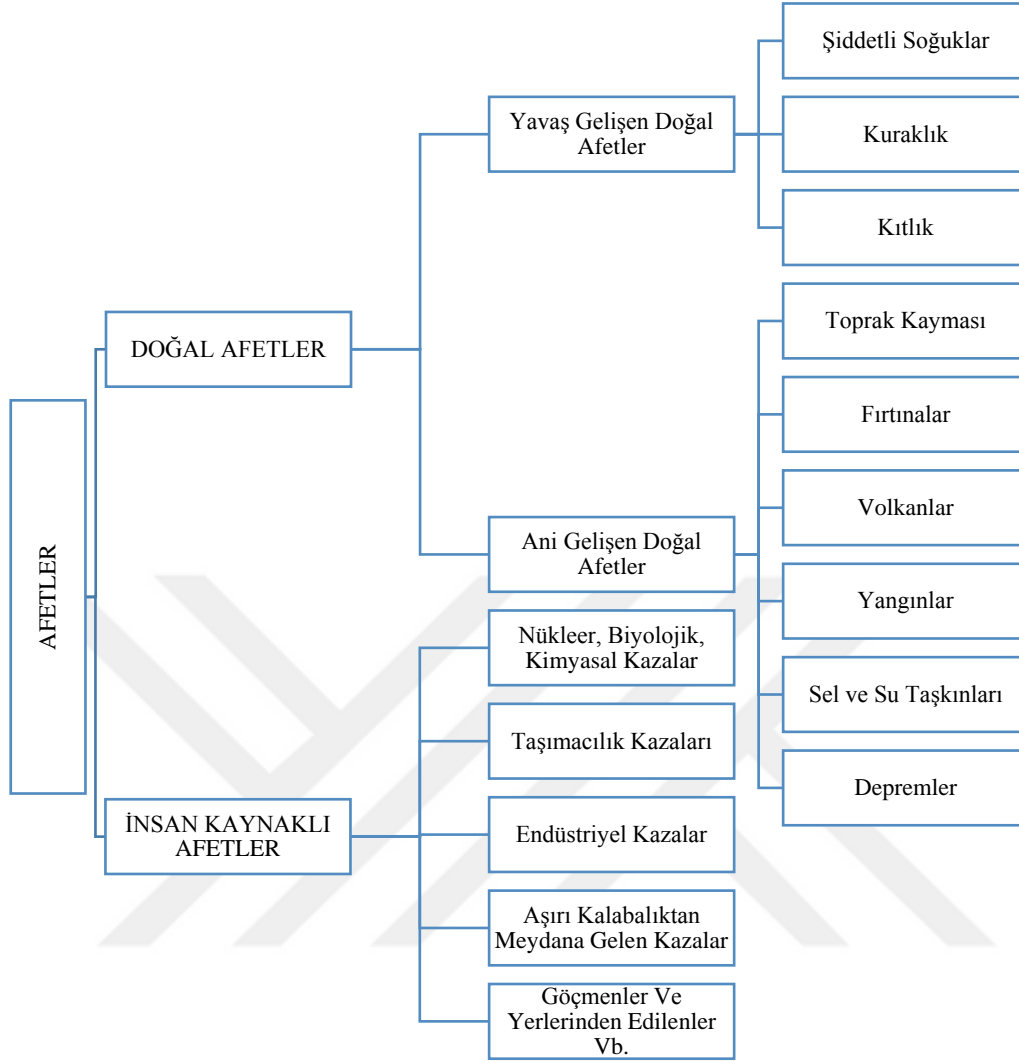 AFETLER
DOĞAL AFETLER
Yavaş Gelişen Doğal
Afetler
Şiddetli Soğuklar
Kuraklık
Kıtlık
Ani Gelişen Doğal
Afetler
Toprak Kayması
Fırtınalar
Volkanlar
Yangınlar
Sel ve Su Taşkınları
Depremler
İNSAN KAYNAKLI
AFETLER
Nükleer, Biyolojik,
Kimyasal Kazalar
Taşımacılık Kazaları
Endüstriyel Kazalar
Aşırı Kalabalıktan
Meydana Gelen Kazalar
Göçmenler Ve
Yerlerinden Edilenler
Vb.